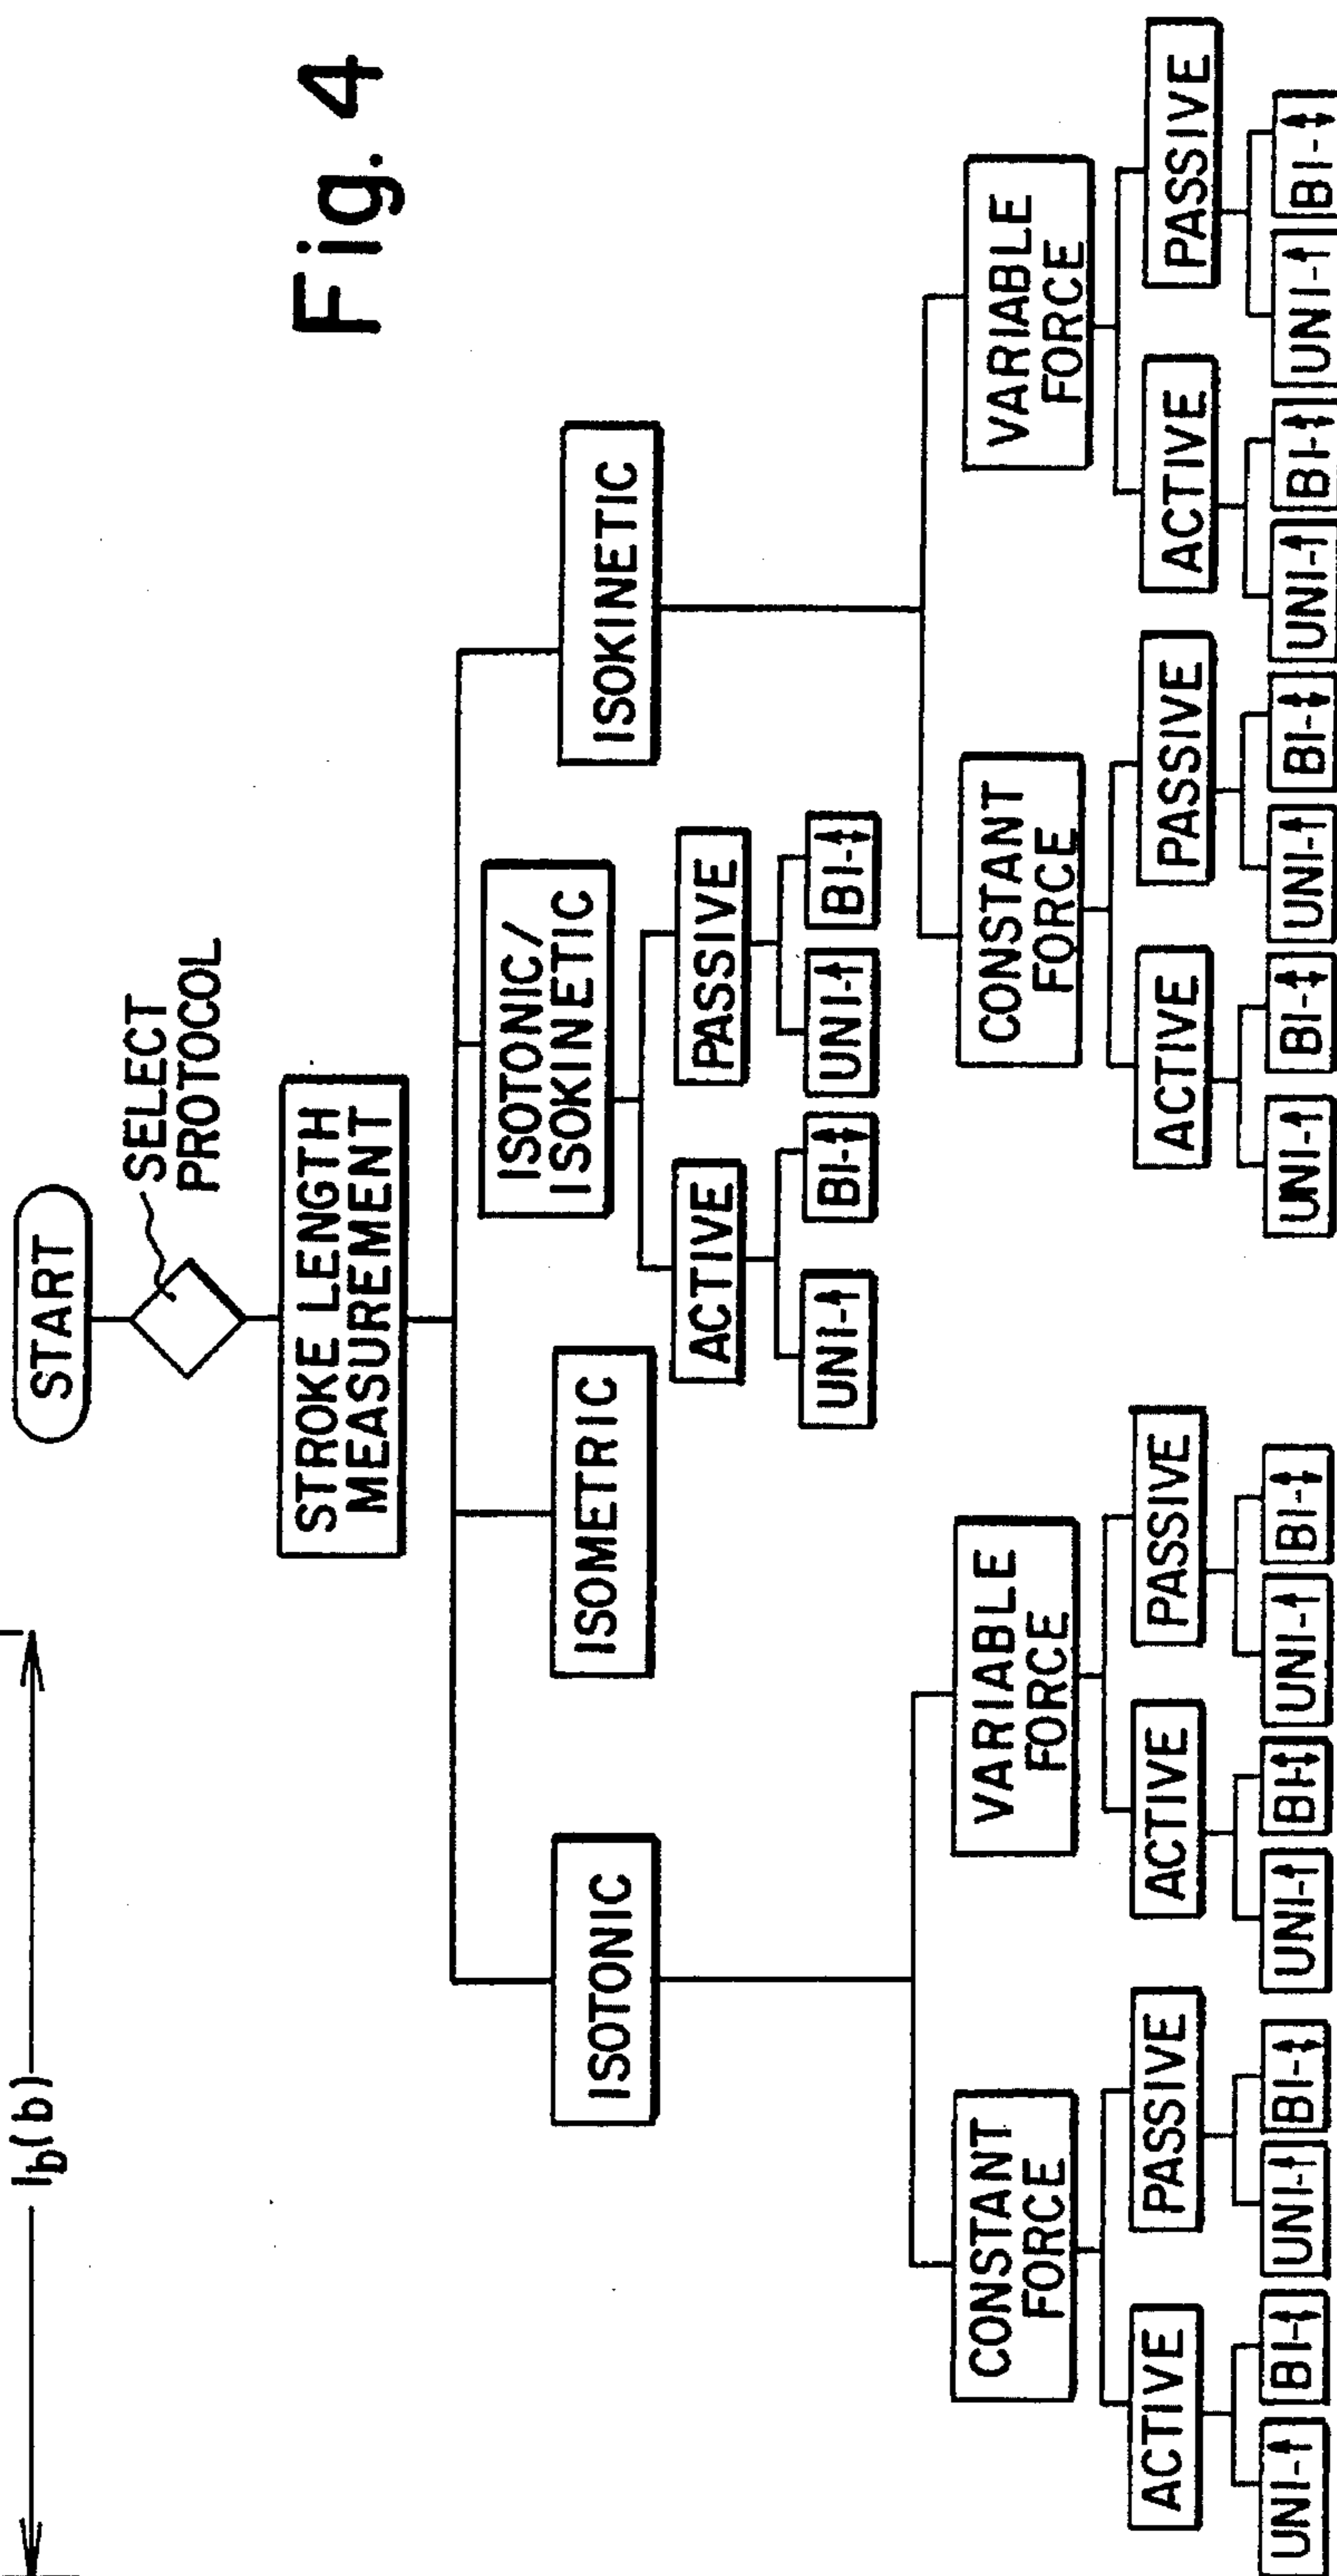 l_b(b)
Fig. 4
START
SELECT
PROTOCOL
STROKE LENGTH
MEASUREMENT
ISOTONIC
ISOMETRIC
ISOTONIC/
ISOKINETIC
ISOKINETIC
ACTIVE
PASSIVE
UNI-↑
BI-↕
UNI-↑
BI-↕
CONSTANT
FORCE
VARIABLE
FORCE
CONSTANT
FORCE
VARIABLE
FORCE
ACTIVE
PASSIVE
ACTIVE
PASSIVE
ACTIVE
PASSIVE
ACTIVE
PASSIVE
UNI-↑
BI-↕
UNI-↑
BI-↕
UNI-↑
BI-↕
UNI-↑
BI-↕
UNI-↑
BI-↕
UNI-↑
BI-↕
UNI-↑
BI-↕
UNI-↑
BI-↕